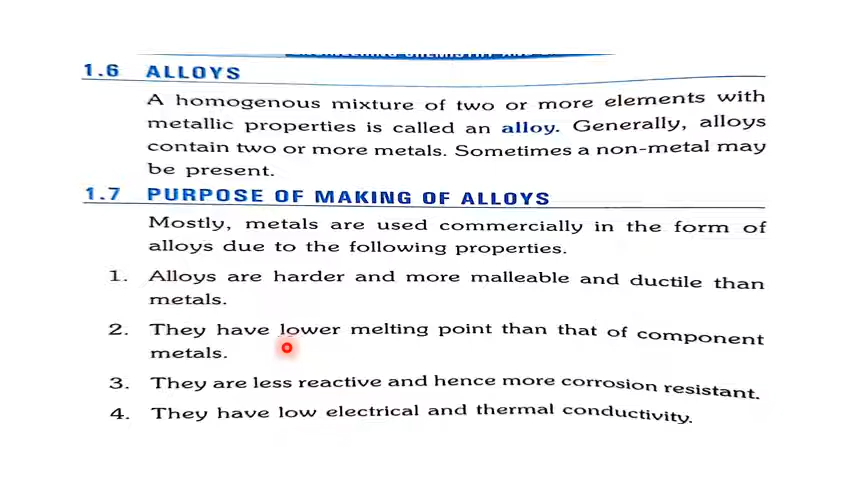 1.6 ALLOYS
A homogenous mixture of two or more elements with
metallic properties is called an alloy. Generally, alloys
contain two or more metals. Sometimes a non-metal may
be present.
1.7 PURPOSE OF MAKING OF ALLOYS
Mostly, metals are used commercially in the form of
alloys due to the following properties.
1. Alloys are harder and more malleable and ductile than
metals.
2. They have lower melting point than that of component
metals.
3. They are less reactive and hence more corrosion resistant.
4. They have low electrical and thermal conductivity.